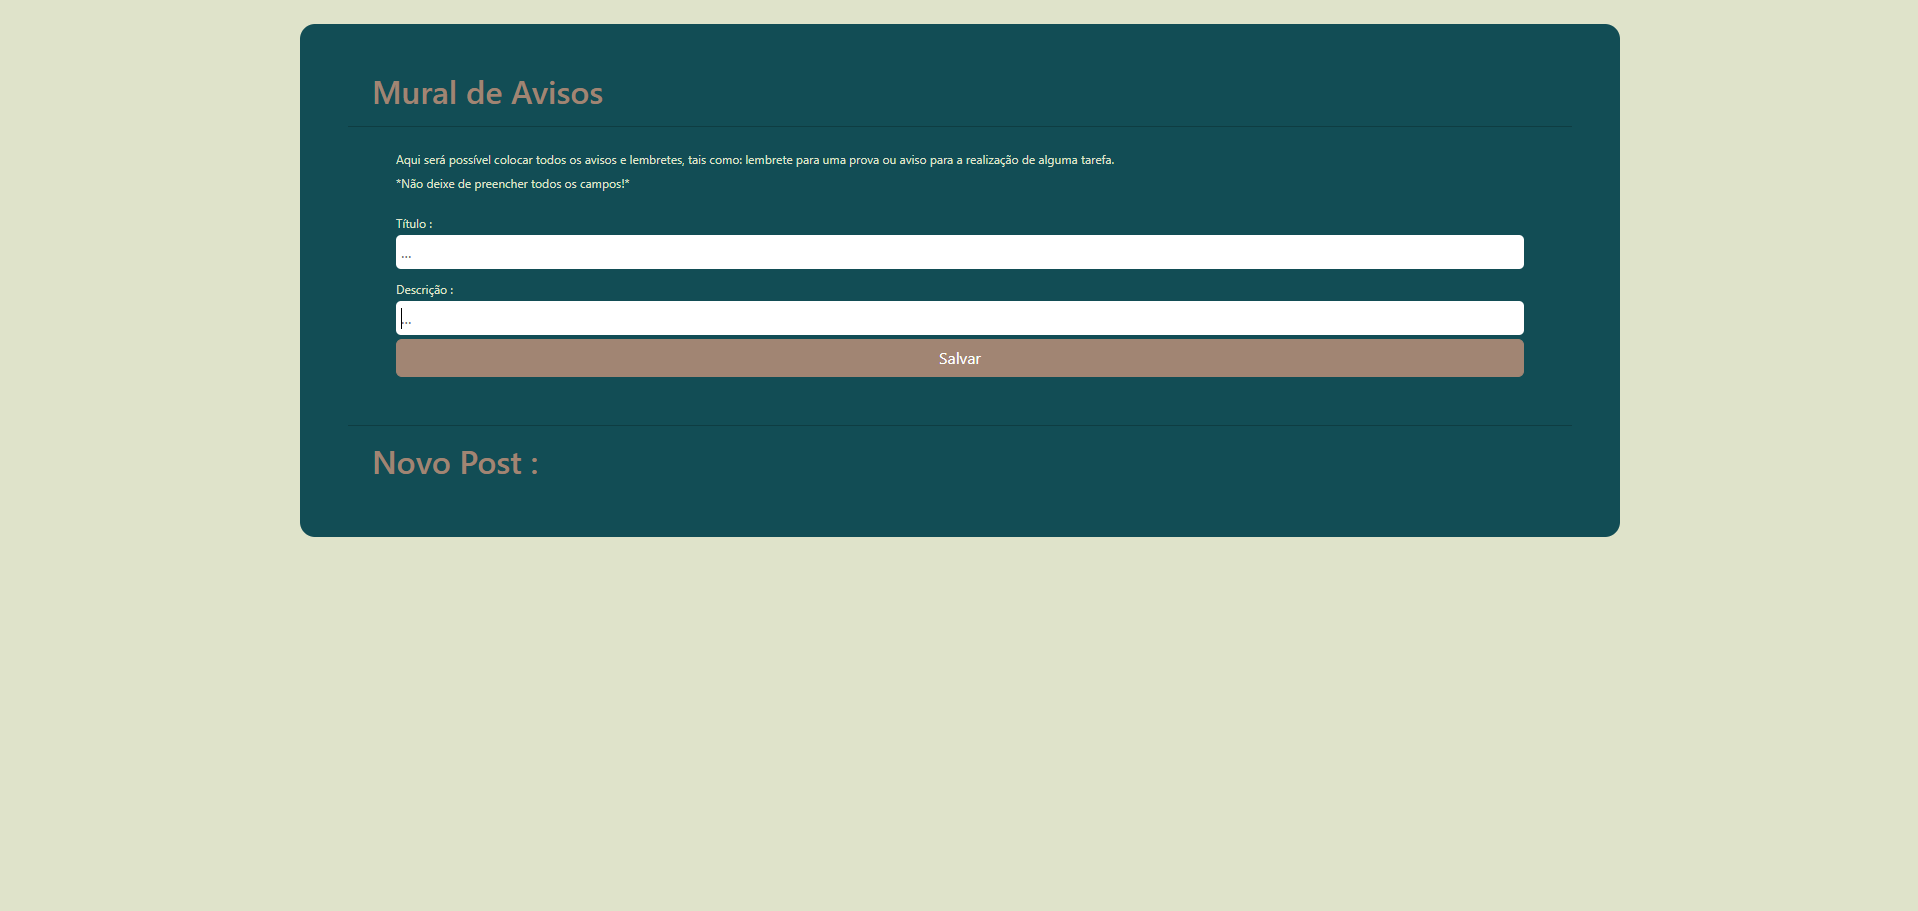 Mural de Avisos
Aqui será possível colocar todos os avisos e lembretes, tais como: lembrete para uma prova ou aviso para a realização de alguma tarefa.
*Não deixe de preencher todos os campos!*
Título :
...
Descrição :
...
Salvar
Novo Post :